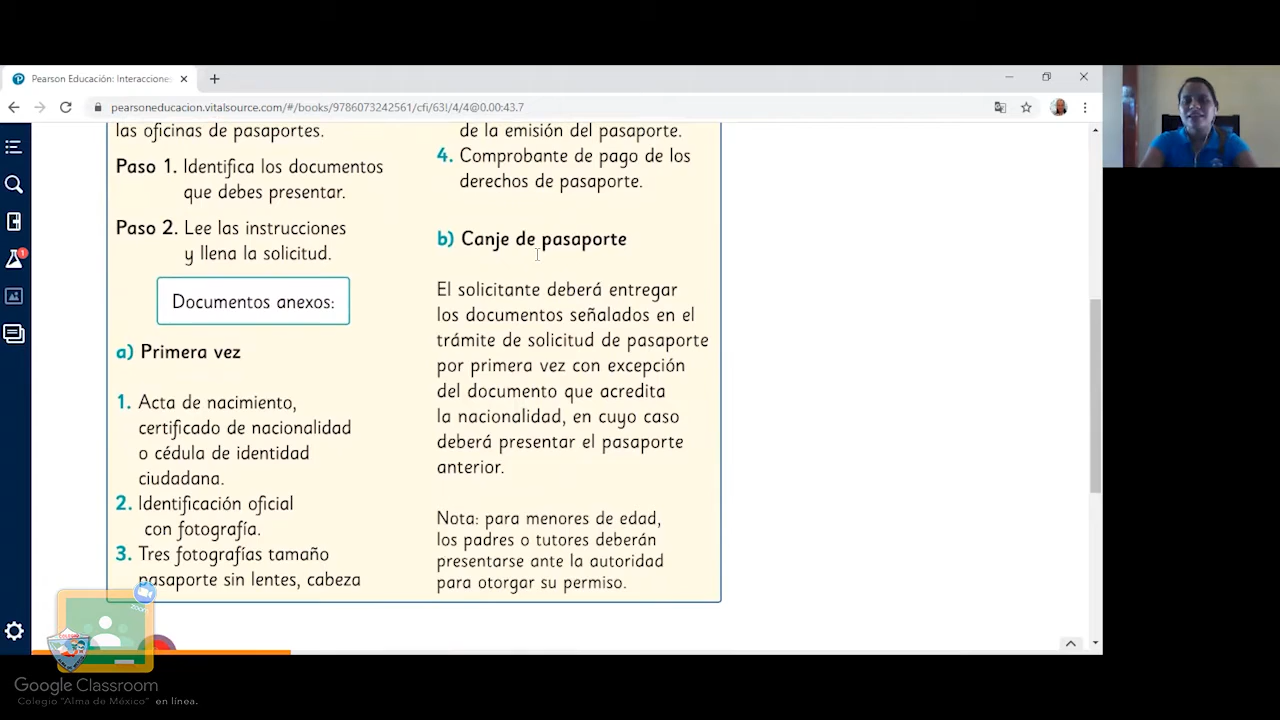 Pearson Educación: Interacciones
pearsoneducacion.vitalsource.com/#/books/9786073242561/cfi/63!/4/4@0.00:43.7
1
las oficinas de pasaportes.
Paso 1. Identifica los documentos
que debes presentar.
Paso 2. Lee las instrucciones
y llena la solicitud.
Documentos anexos:
a) Primera vez
1. Acta de nacimiento,
certificado de nacionalidad
o cédula de identidad
ciudadana.
2. Identificación oficial
con fotografía.
3. Tres fotografías tamaño
pasaporte sin lentes, cabeza
de la emisión del pasaporte.
4. Comprobante de pago de los
derechos de pasaporte.
b) Canje de pasaporte
El solicitante deberá entregar
los documentos señalados en el
trámite de solicitud de pasaporte
por primera vez con excepción
del documento que acredita
la nacionalidad, en cuyo caso
deberá presentar el pasaporte
anterior.
Nota: para menores de edad,
los padres o tutores deberán
presentarse ante la autoridad
para otorgar su permiso.
zoom
COLEGIO
Google Classroom
Colegio "Alma de México" en línea.